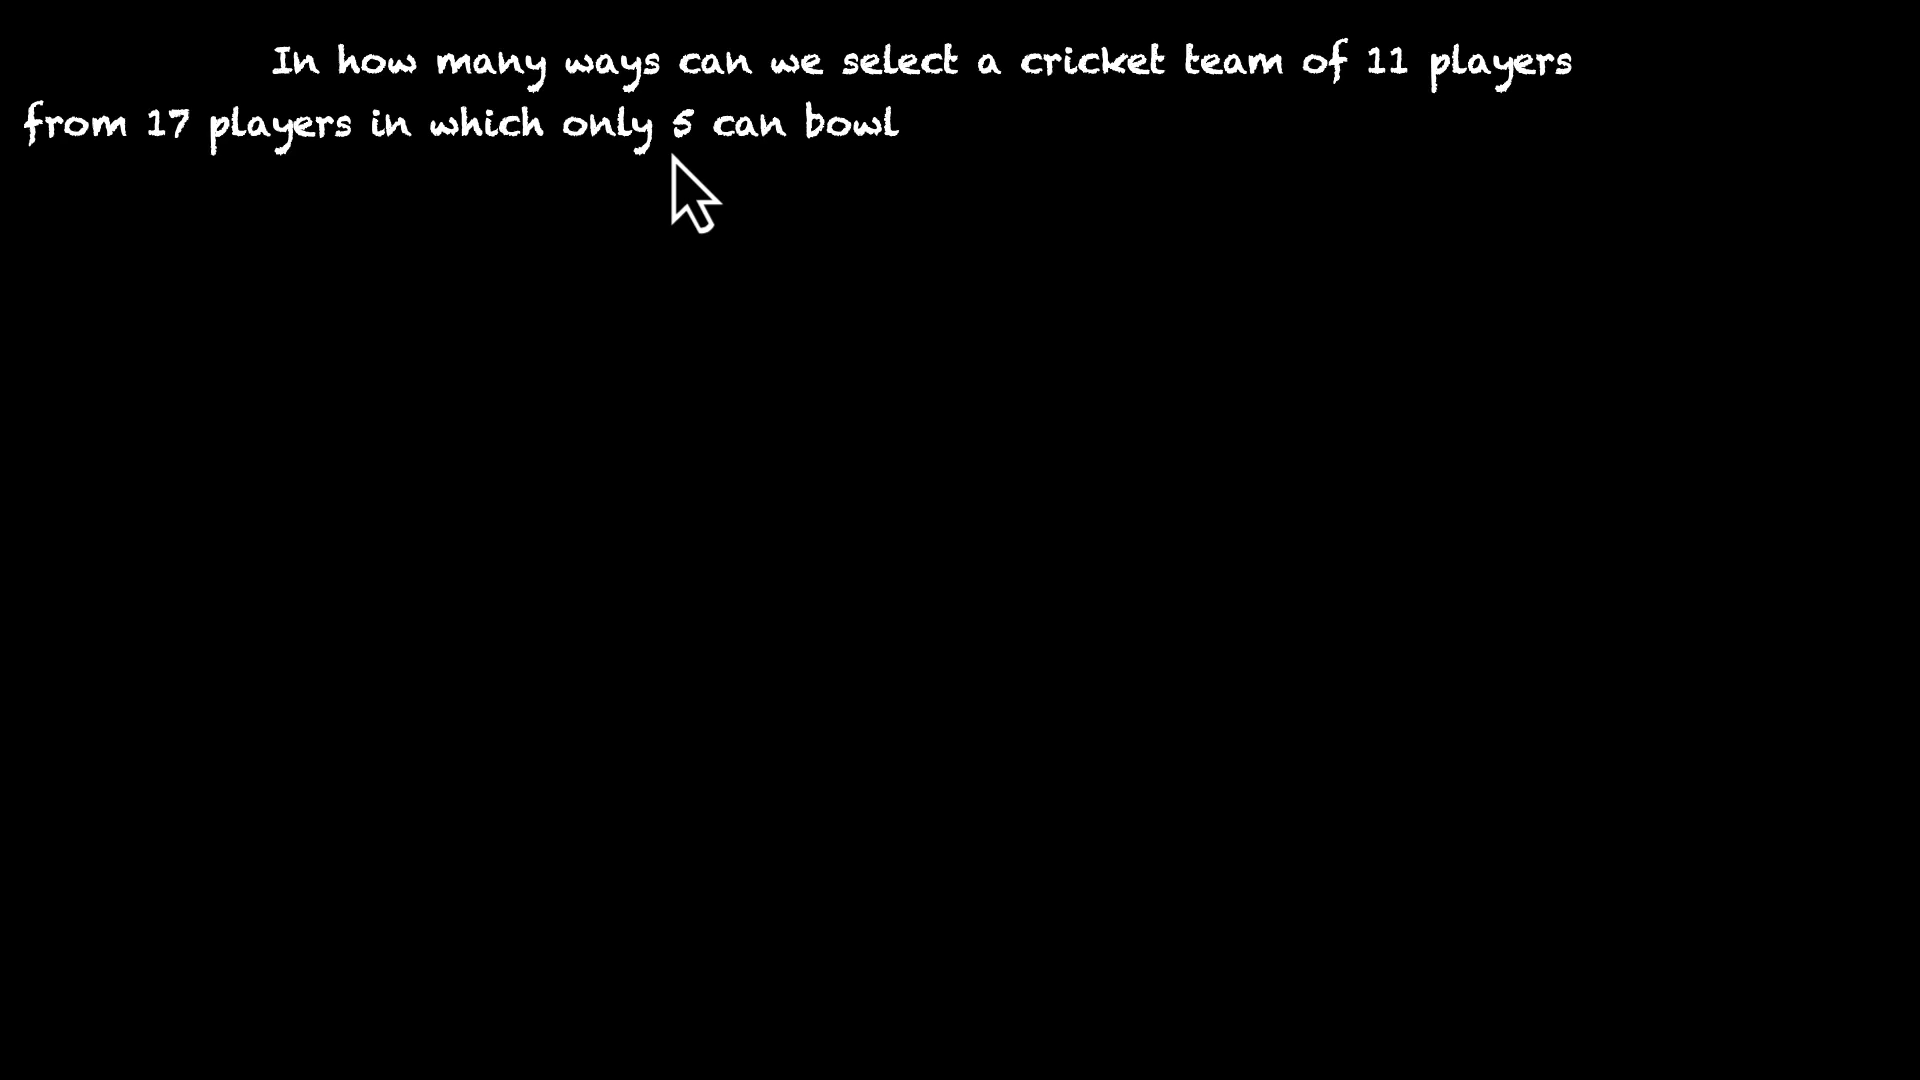 In how many ways can we select a cricket team of 11 players
from 17 players in which only 5 can bowl